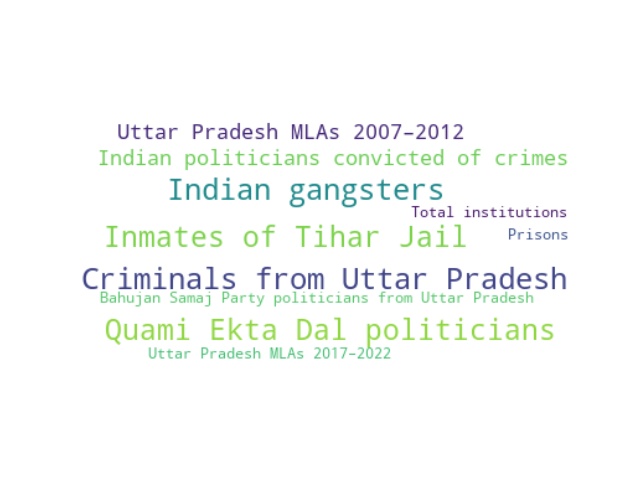 Uttar Pradesh MLAs 2007–2012
Indian politicians convicted of crimes
Indian gangsters
Total institutions
Inmates of Tihar Jail
Prisons
Criminals from Uttar Pradesh
Bahujan Samaj Party politicians from Uttar Pradesh
Quami Ekta Dal politicians
Uttar Pradesh MLAs 2017–2022